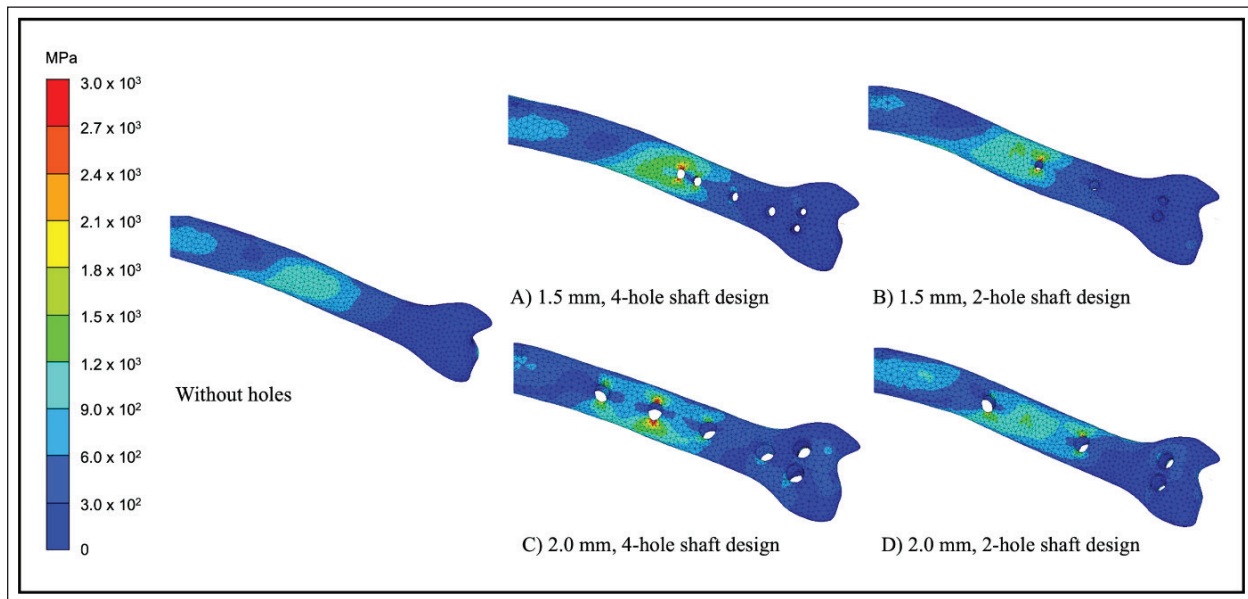 MPa
3.0 x 10³
2.7 x 10³
2.4 x 10³
2.1 x 10³
1.8 x 10³
1.5 x 10³
1.2 x 10³
9.0 x 10²
6.0 x 10²
3.0 x 10²
0
Without holes
A) 1.5 mm, 4-hole shaft design
B) 1.5 mm, 2-hole shaft design
C) 2.0 mm, 4-hole shaft design
D) 2.0 mm, 2-hole shaft design